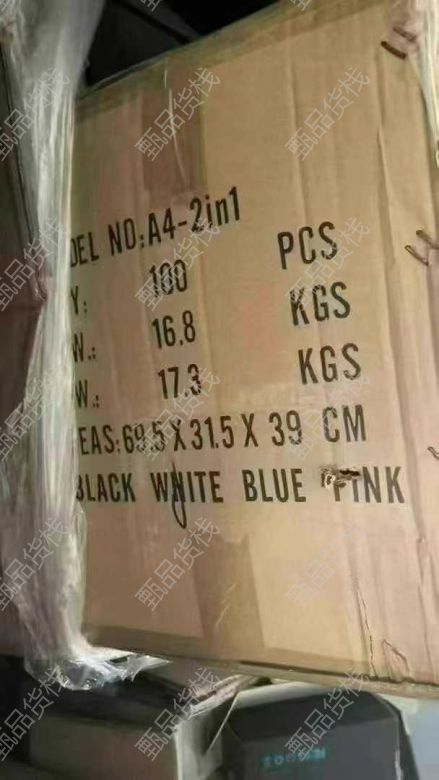 DEL NO:A4-2in1
Y: 100 PCS
W.: 16.8 KGS
W.: 17.3 KGS
EAS:69.5 X 31.5 X 39 CM
BLACK WHITE BLUE PINK
甄品货栈